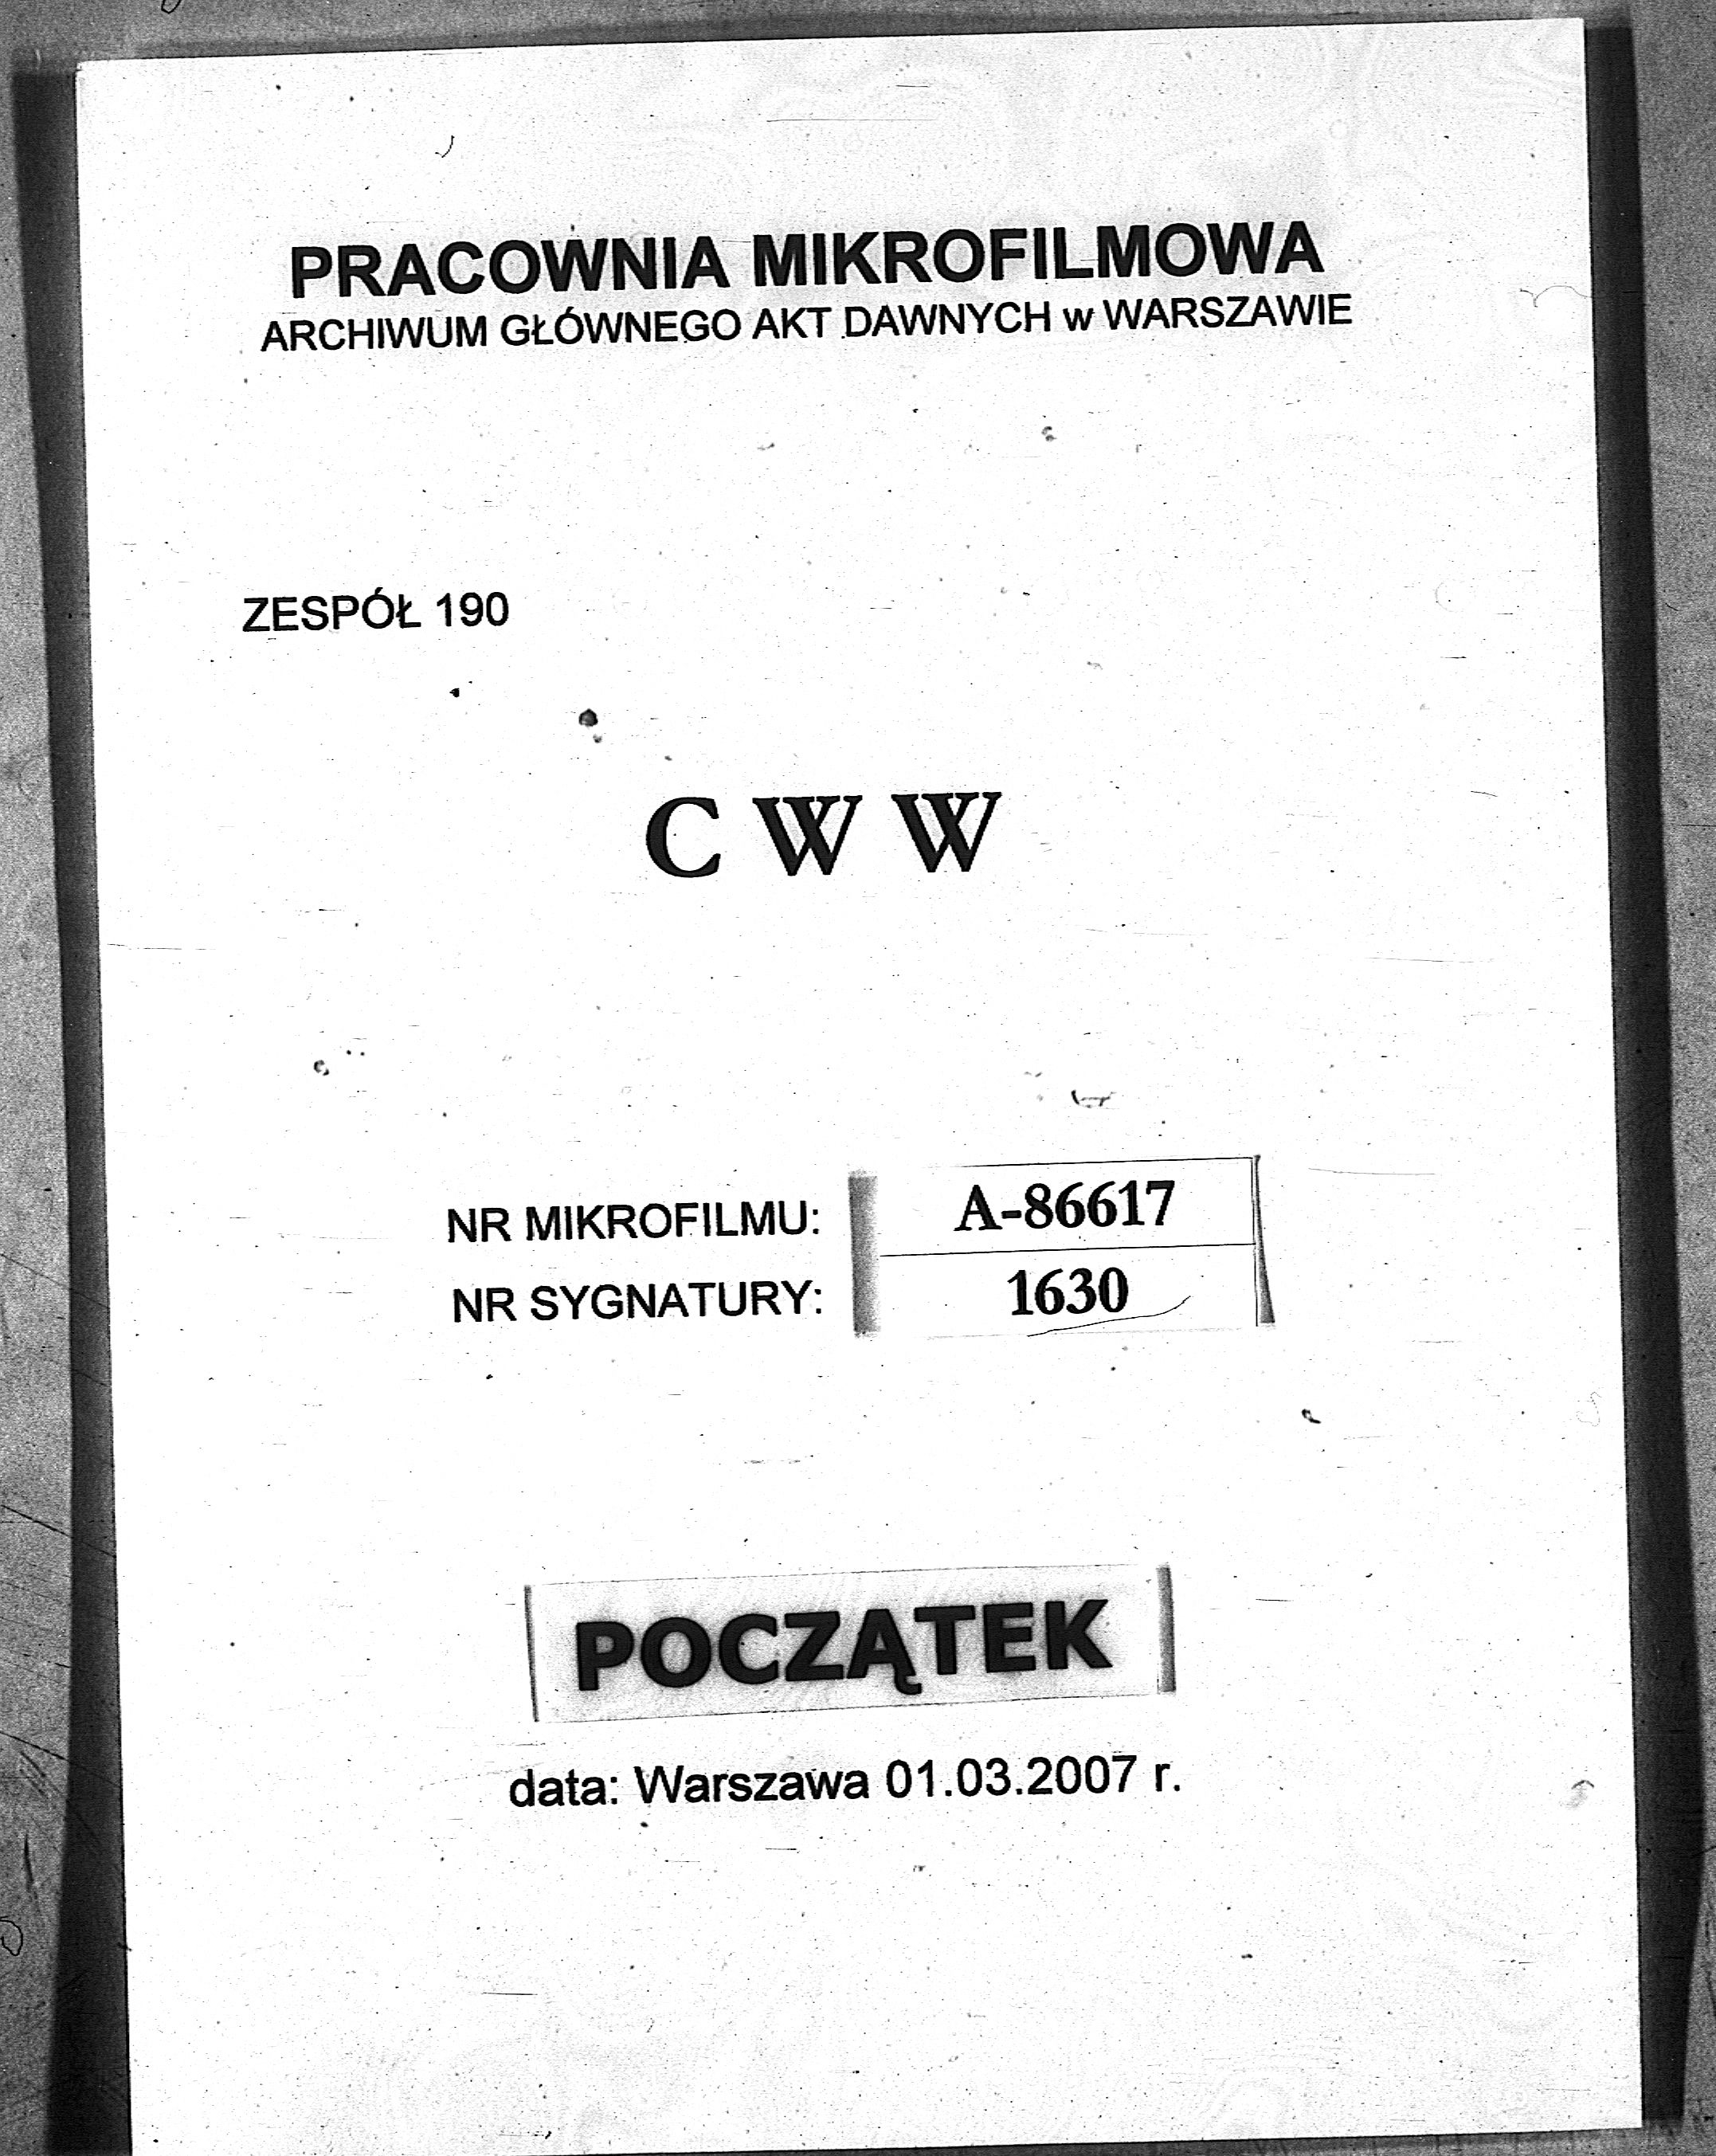 PRACOWNIA MIKROFILMOWA
ARCHIWUM GŁÓWNEGO AKT DAWNYCH w WARSZAWIE
ZESPÓŁ 190
C W W
NR MIKROFILMU: A-86617
NR SYGNATURY: 1630
POCZĄTEK
data: Warszawa 01.03.2007 r.